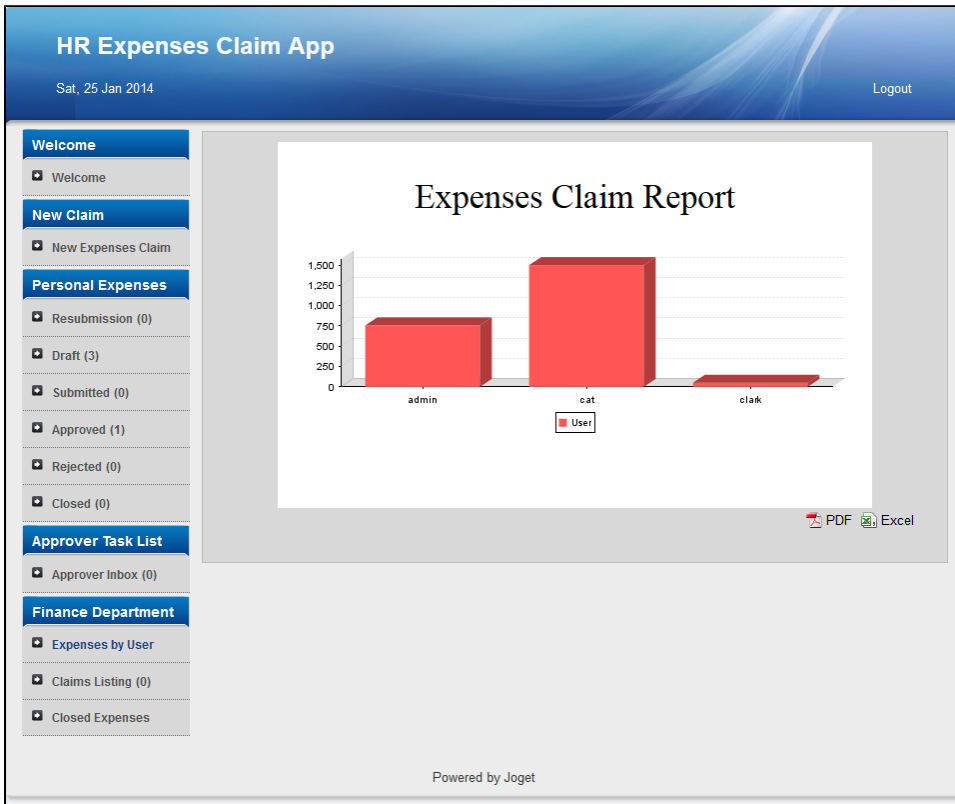 HR Expenses Claim App
Sat, 25 Jan 2014
Logout
Welcome
Welcome
New Claim
New Expenses Claim
Personal Expenses
Resubmission (0)
Draft (3)
Submitted (0)
Approved (1)
Rejected (0)
Closed (0)
Approver Task List
Approver Inbox (0)
Finance Department
Expenses by User
Claims Listing (0)
Closed Expenses
Expenses Claim Report
1,500
1,250
1,000
750
500
250
0
admin cat clark
User
PDF Excel
Powered by Joget